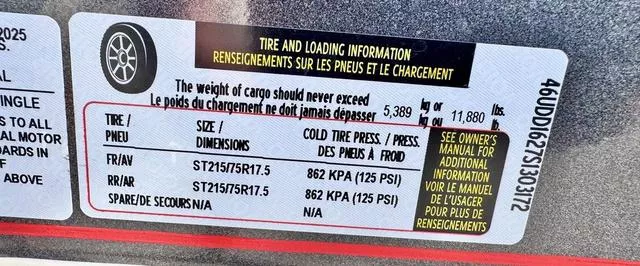 2025
S.
AL
INGLE
S TO ALL
AL MOTOR
DARDS IN
F
ABOVE
TIRE AND LOADING INFORMATION
RENSEIGNEMENTS SUR LES PNEUS ET LE CHARGEMENT
The weight of cargo should never exceed
Le poids du chargement ne doit jamais dépasser 5,389 kg or kg ou 11,880 lbs. lb.
TIRE / PNEU SIZE / DIMENSIONS COLD TIRE PRESS. / PRESS. DES PNEUS À FROID
FR/AV ST215/75R17.5 862 KPA (125 PSI)
RR/AR ST215/75R17.5 862 KPA (125 PSI)
SPARE/DE SECOURS N/A N/A
SEE OWNER'S
MANUAL FOR
ADDITIONAL
INFORMATION
VOIR LE MANUEL
DE L'USAGER
POUR PLUS DE
RENSEIGNEMENTS
46UDD1627S1303172